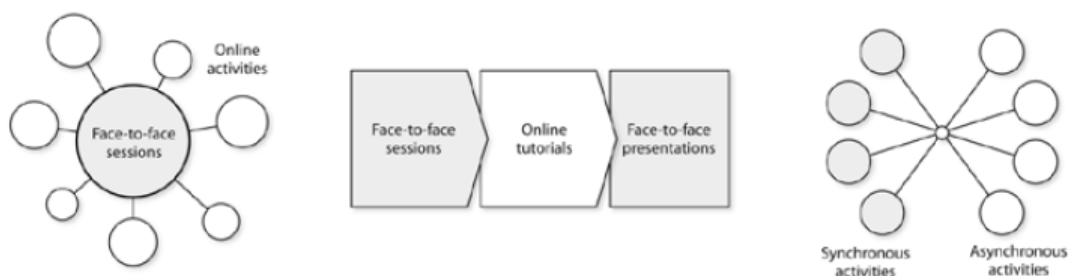 Online
activities
Face-to-face
sessions
Face-to-face
sessions
Online
tutorials
Face-to-face
presentations
Synchronous
activities
Asynchronous
activities